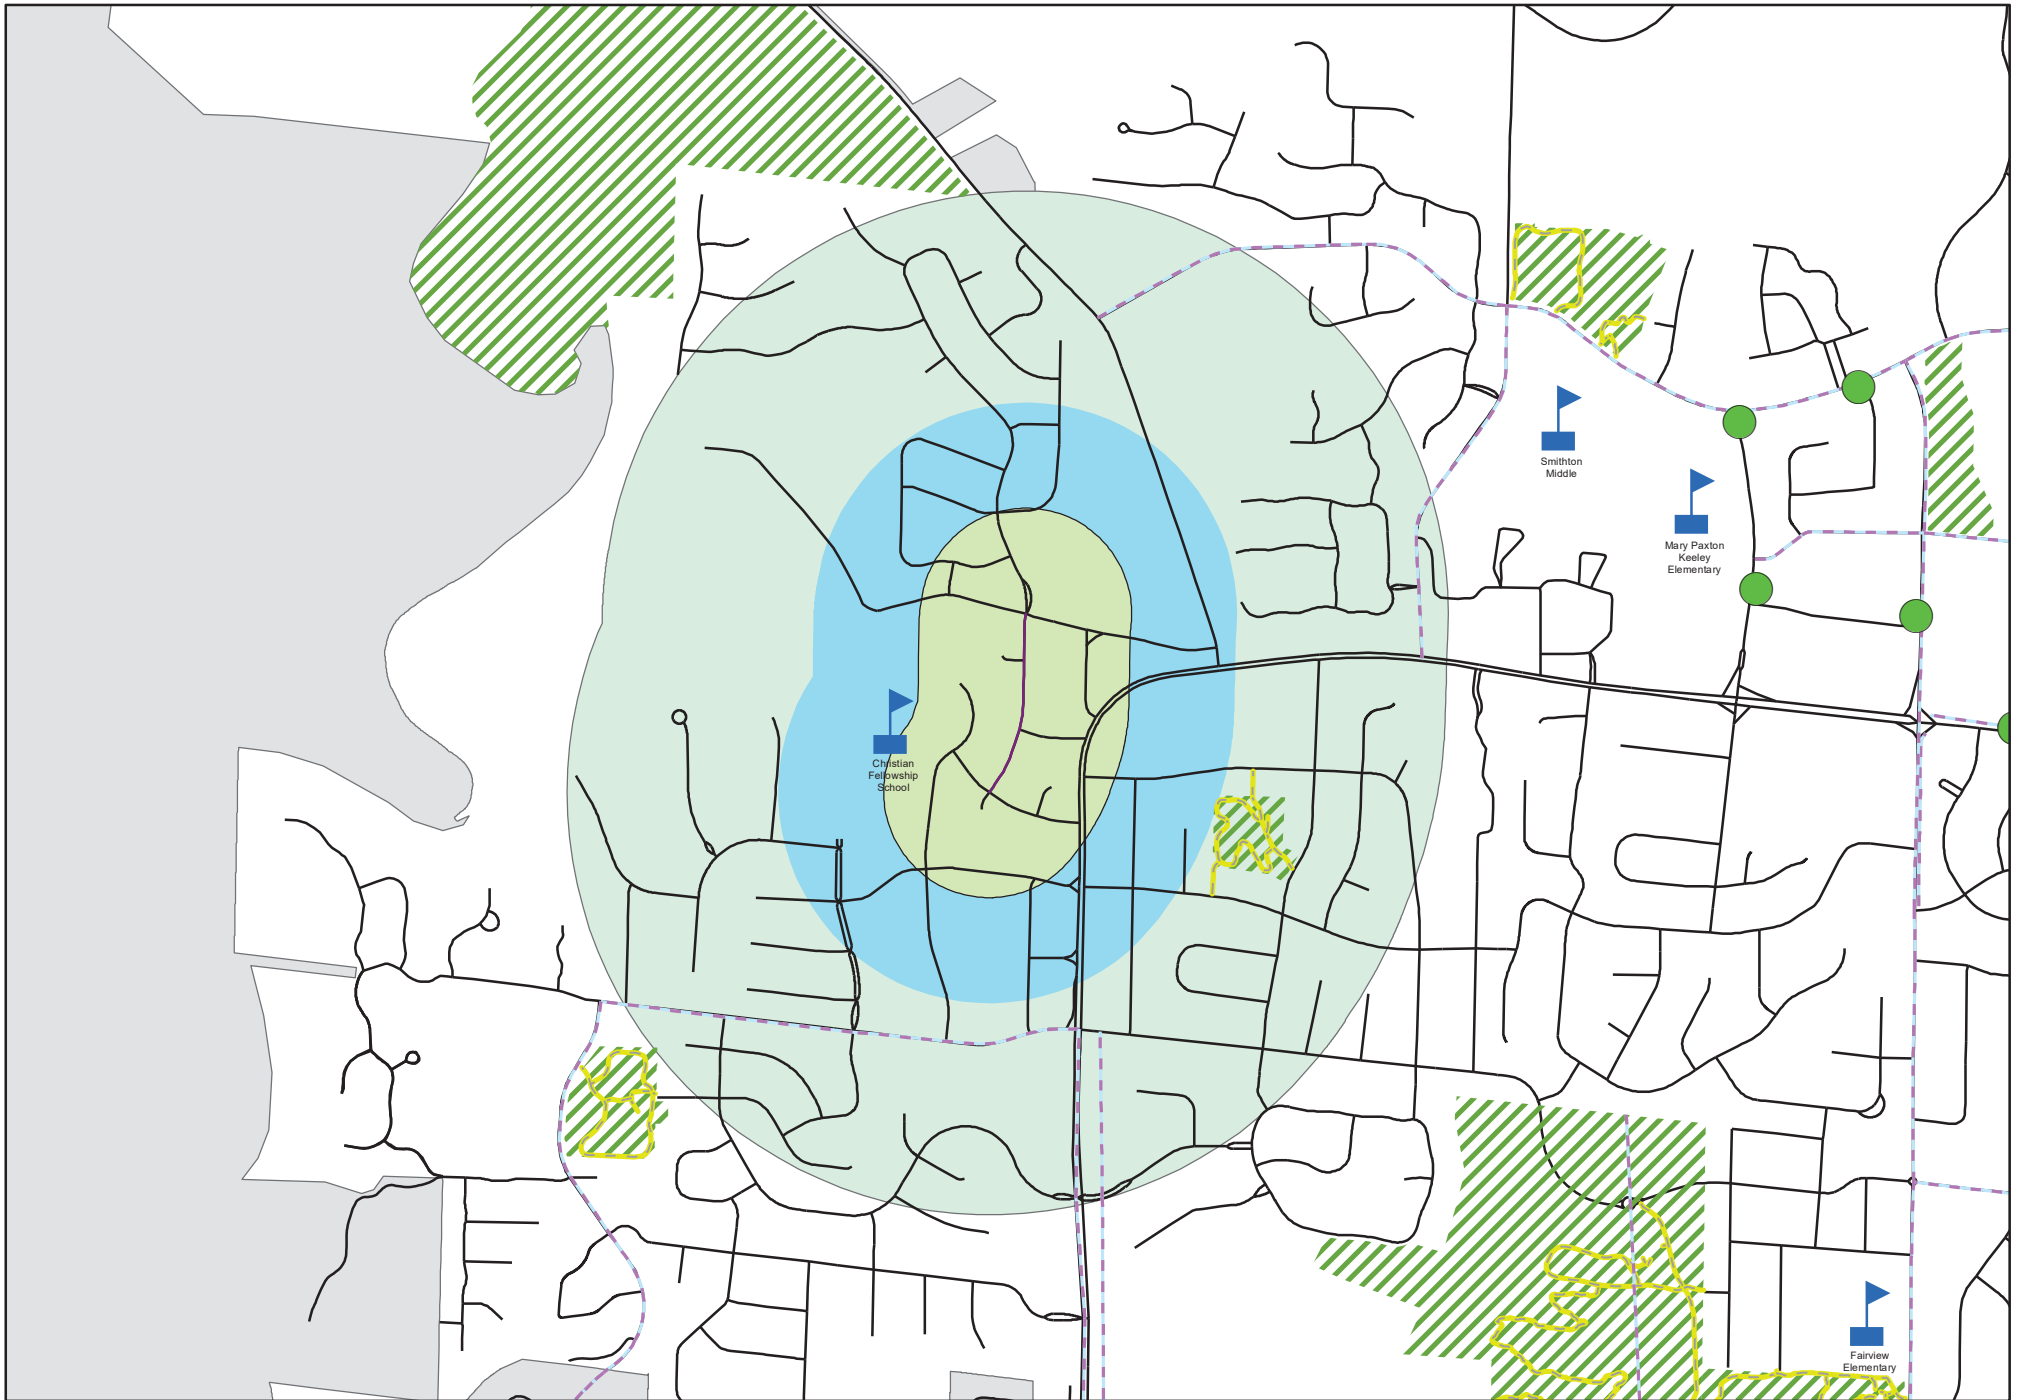 Smithton
Middle
Mary Paxton
Keeley
Elementary
Christian
Fellowship
School
Fairview
Elementary